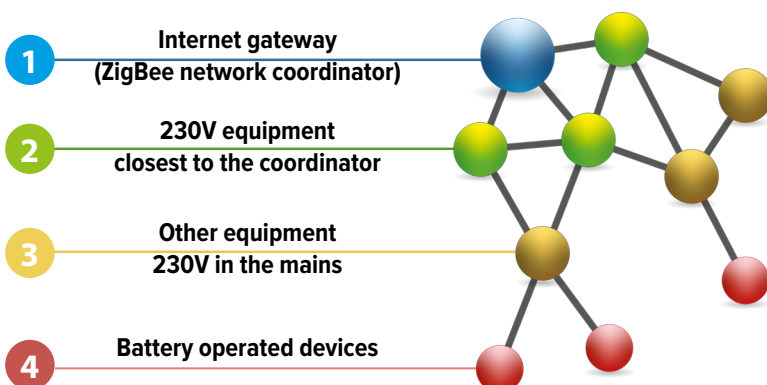 1
Internet gateway
(ZigBee network coordinator)
2
230V equipment
closest to the coordinator
3
Other equipment
230V in the mains
4
Battery operated devices